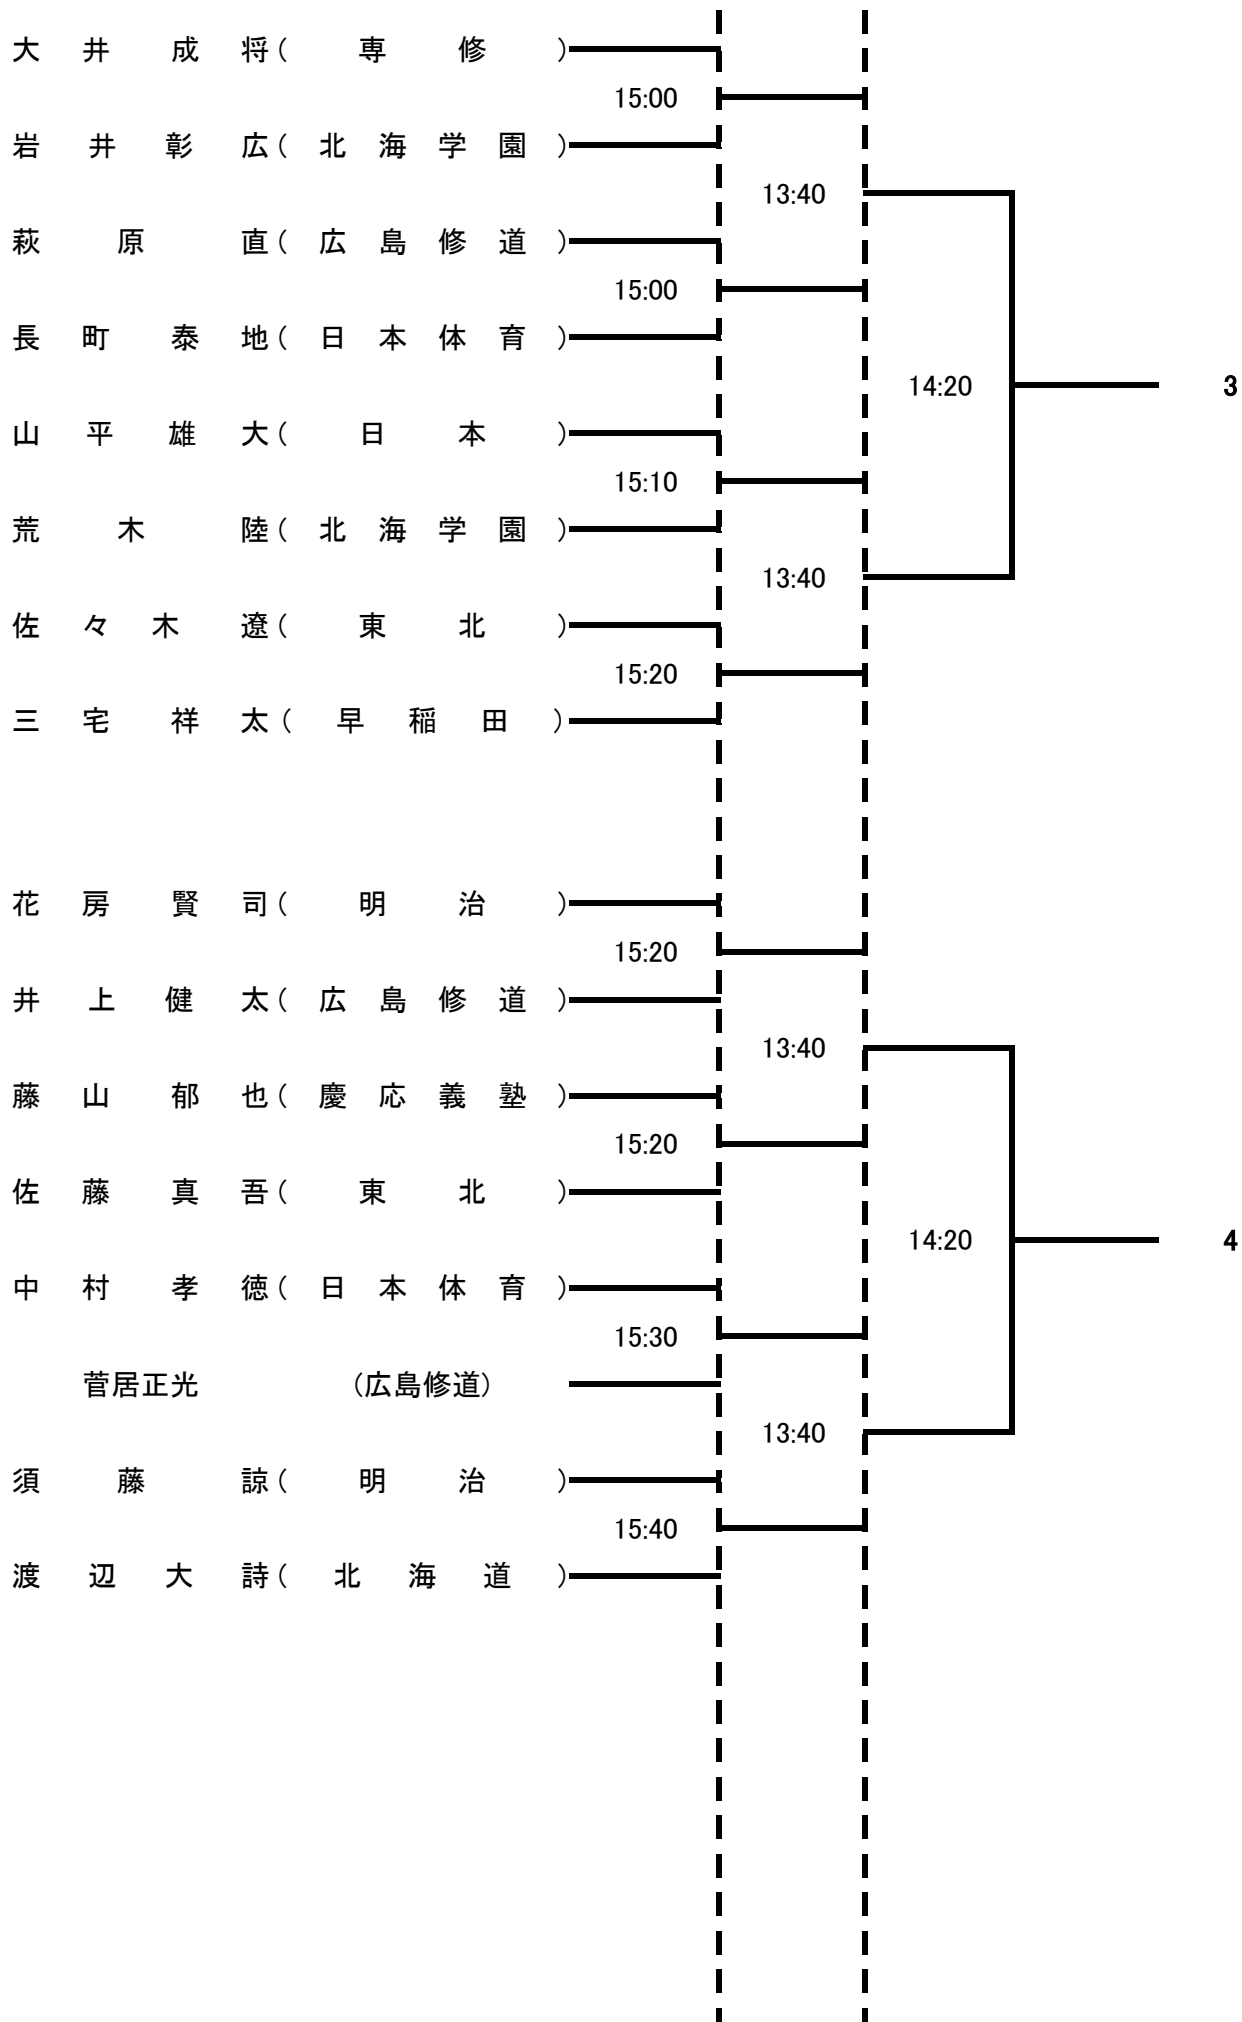 大井成将(専修)
15:00
岩井彰広(北海学園)
13:40
萩原直(広島修道)
15:00
長町泰地(日本体育)
14:20 3
山平雄大(日本)
15:10
荒木陸(北海学園)
13:40
佐々木遼(東北)
15:20
三宅祥太(早稲田)
花房賢司(明治)
15:20
井上健太(広島修道)
13:40
藤山郁也(慶応義塾)
15:20
佐藤真吾(東北)
14:20 4
中村孝徳(日本体育)
15:30
菅居正光 (広島修道)
13:40
須藤諒(明治)
15:40
渡辺大詩(北海道)